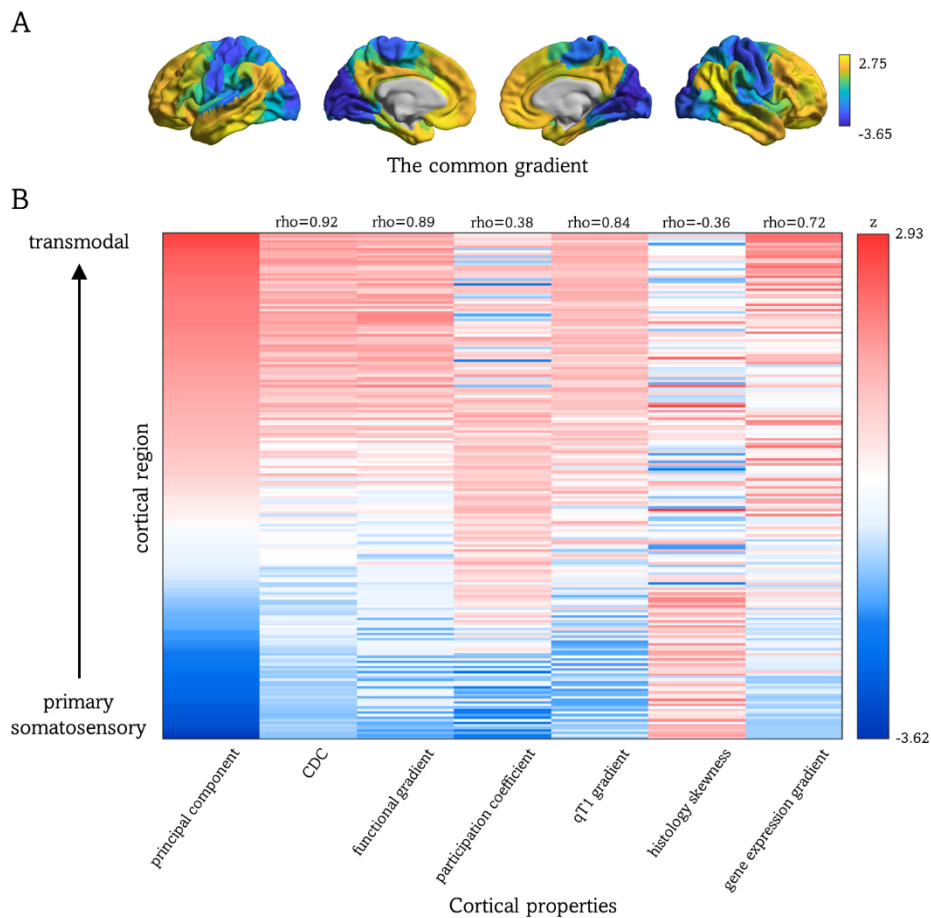 A
2.75
-3.65
The common gradient
B
rho=0.92 rho=0.89 rho=0.38 rho=0.84 rho=-0.36 rho=0.72 z
transmodal
2.93
cortical region
primary
somatosensory
-3.62
principal component
CDC
functional gradient
participation coefficient
qT1 gradient
histology skewness
gene expression gradient
Cortical properties